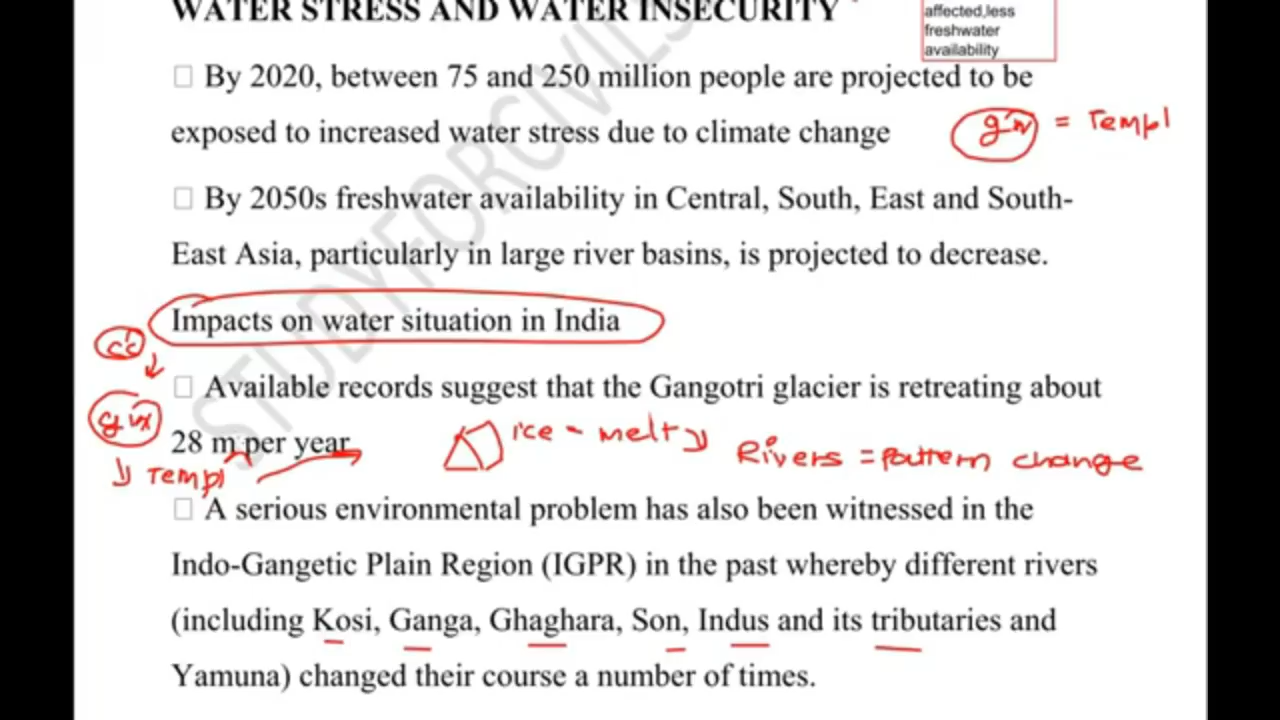 WATER STRESS AND WATER INSECURITY
affected,less
freshwater
availability
By 2020, between 75 and 250 million people are projected to be
exposed to increased water stress due to climate change
= Temp↑
By 2050s freshwater availability in Central, South, East and South-
East Asia, particularly in large river basins, is projected to decrease.
Impacts on water situation in India
cc
Available records suggest that the Gangotri glacier is retreating about
28 m per year
ice - melt
Rivers = pattern change
Temp↑
A serious environmental problem has also been witnessed in the
Indo-Gangetic Plain Region (IGPR) in the past whereby different rivers
(including Kosi, Ganga, Ghaghara, Son, Indus and its tributaries and
Yamuna) changed their course a number of times.
STUDYFORCIVILS